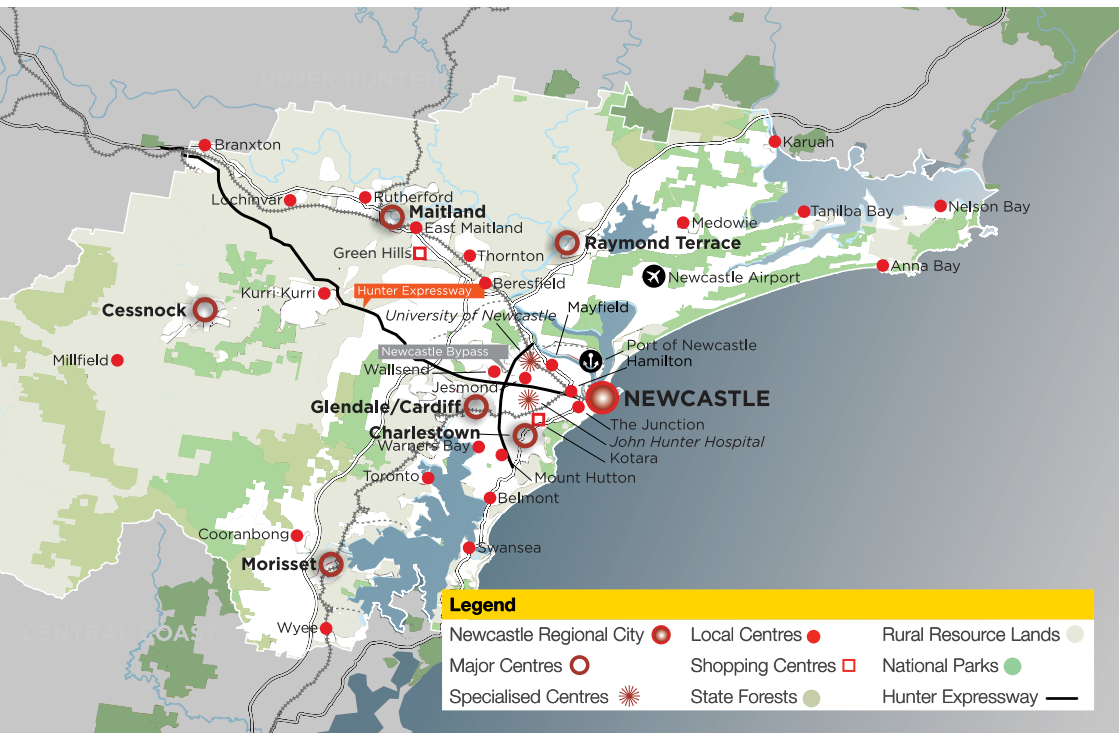 UPPER HUNTER
Branxton
Karuah
Lochinvar
Rutherford
Maitland
East Maitland
Nelson Bay
Tanilba Bay
Medowie
Raymond Terrace
Green Hills
Thornton
Anna Bay
Newcastle Airport
Beresfield
Kurri Kurri
Hunter Expressway
Cessnock
University of Newcastle
Mayfield
Port of Newcastle
Newcastle Bypass
Hamilton
Millfield
Wallsend
Jesmond
NEWCASTLE
Glendale/Cardiff
The Junction
Charlestown
John Hunter Hospital
Warners Bay
Kotara
Toronto
Mount Hutton
Belmont
Cooranbong
Swansea
Morisset
CENTRAL COAST
Wyee
Legend
Newcastle Regional City
Local Centres
Rural Resource Lands
Major Centres
Shopping Centres
National Parks
Specialised Centres
State Forests
Hunter Expressway